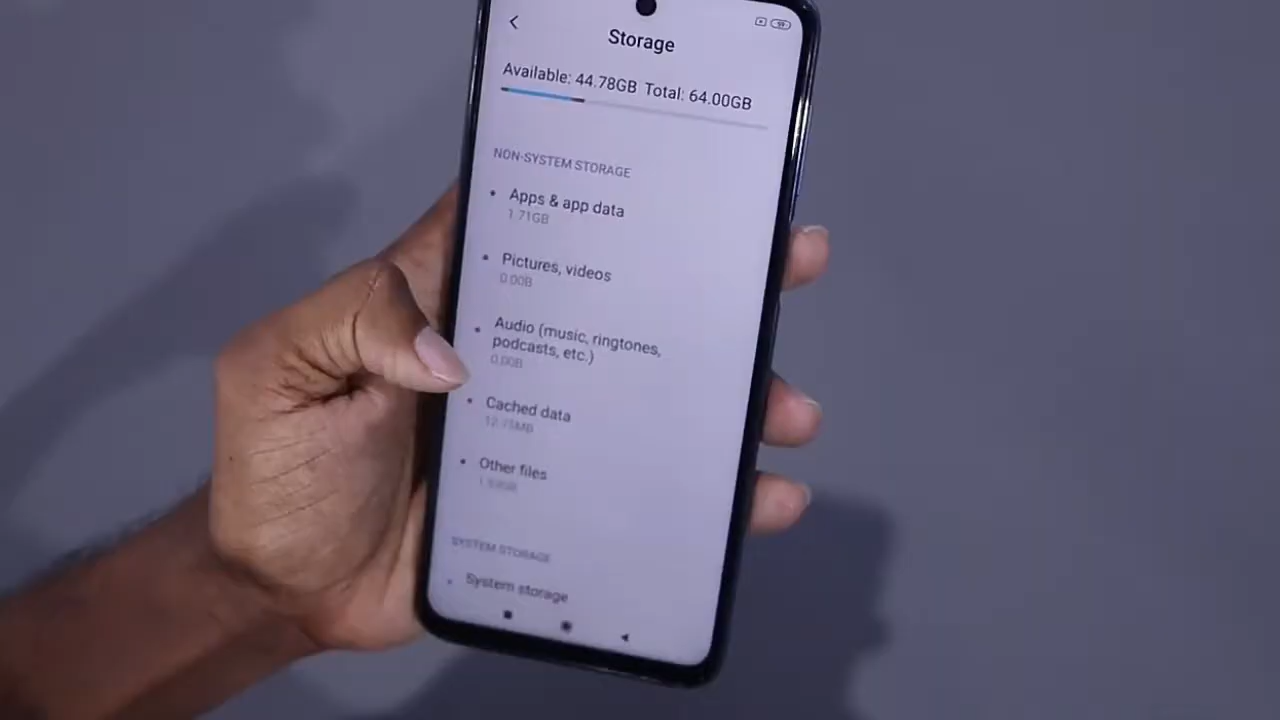 Storage
Available: 44.78GB Total: 64.00GB
NON-SYSTEM STORAGE
Apps & app data
1.71GB
Pictures, videos
0.00B
Audio (music, ringtones,
podcasts, etc.)
0.00B
Cached data
Other files
SYSTEM STORAGE
System storage